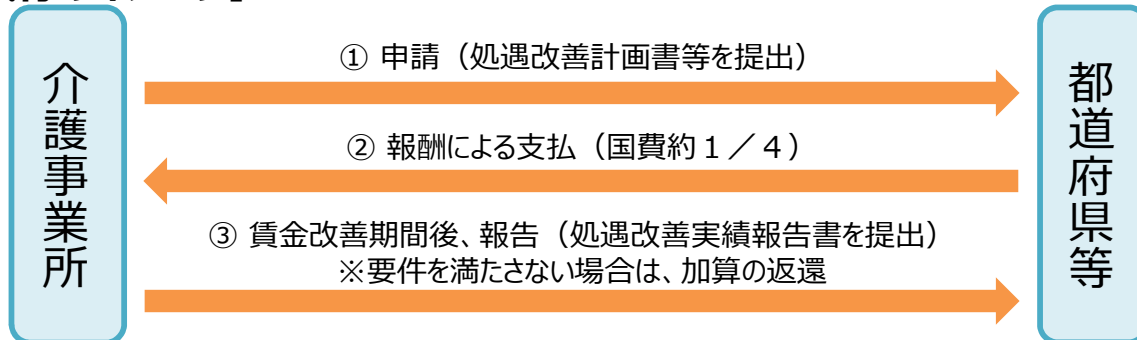 介護事業所
① 申請（処遇改善計画書等を提出）
② 報酬による支払（国費約１／４）
③ 賃金改善期間後、報告（処遇改善実績報告書を提出）
※要件を満たさない場合は、加算の返還
都道府県等